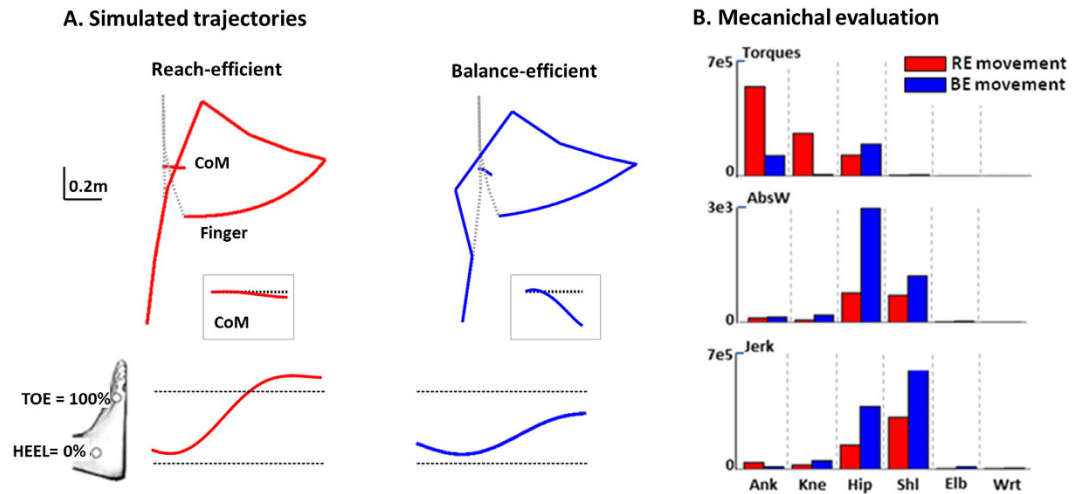 A. Simulated trajectories
Reach-efficient
Balance-efficient
CoM
0.2m
Finger
CoM
TOE = 100%
HEEL= 0%
B. Mecanichal evaluation
Torques
7e5
RE movement
BE movement
0
AbsW
3e3
0
Jerk
7e5
0
Ank Kne Hip Shl Elb Wrt